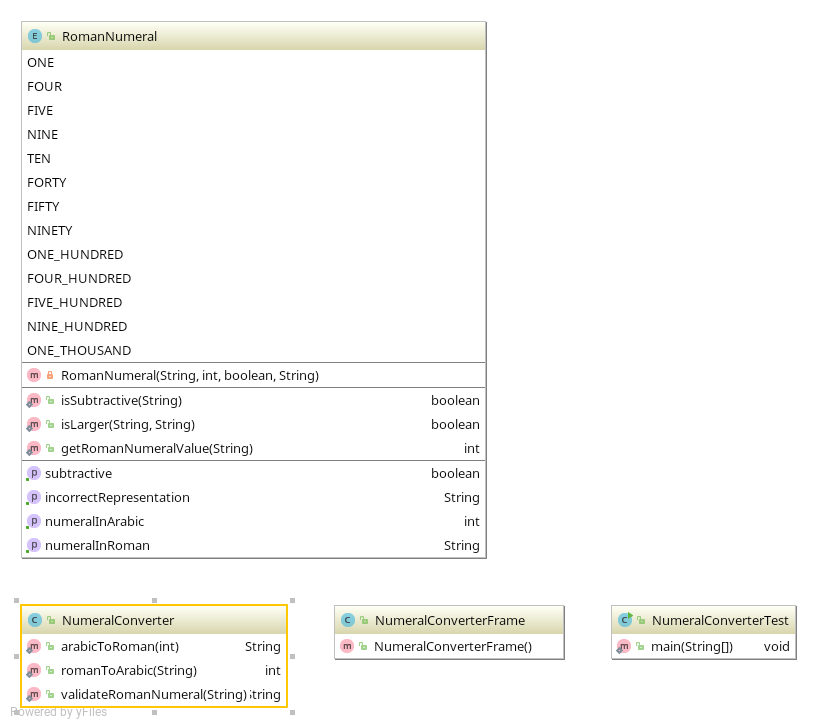 RomanNumeral
ONE
FOUR
FIVE
NINE
TEN
FORTY
FIFTY
NINETY
ONE_HUNDRED
FOUR_HUNDRED
FIVE_HUNDRED
NINE_HUNDRED
ONE_THOUSAND
RomanNumeral(String, int, boolean, String)
isSubtractive(String) boolean
isLarger(String, String) boolean
getRomanNumeralValue(String) int
subtractive boolean
incorrectRepresentation String
numeralInArabic int
numeralInRoman String
NumeralConverter
arabicToRoman(int) String
romanToArabic(String) int
validateRomanNumeral(String) tring
NumeralConverterFrame
NumeralConverterFrame()
NumeralConverterTest
main(String[]) void
Powered by yFiles